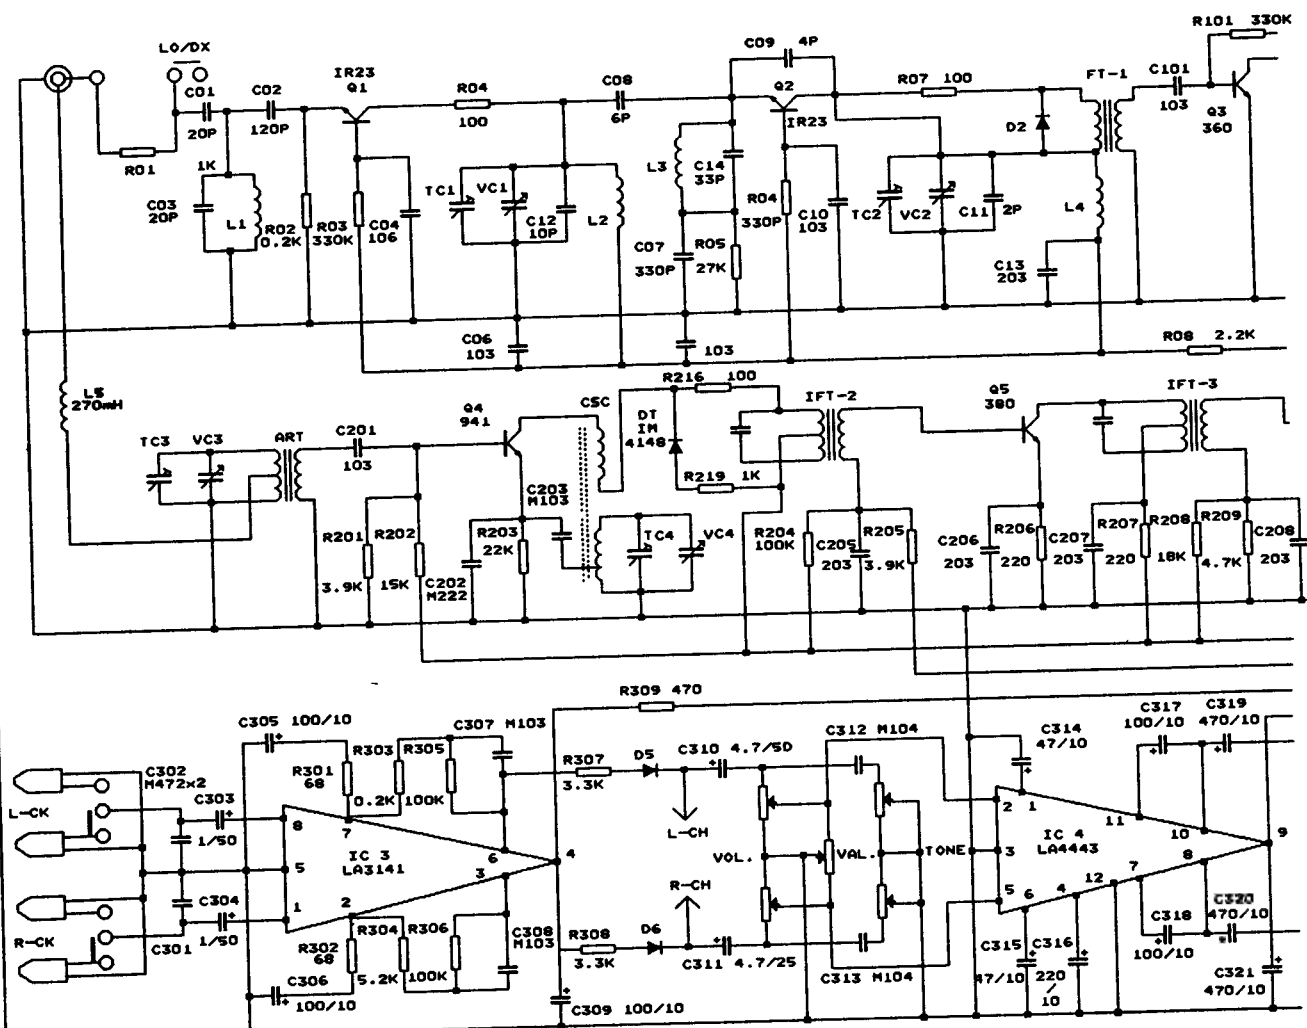 R101 330K
LO/DX
C09 4P
IR23
Q1
C01
C02
R04
C08
Q2
R07 100
FT-1
C101
20P
120P
100
6P
IR23
D2
103
Q3
360
R01
1K
C03
20P
L1
R02
0.2K
R03
330K
C04
106
TC1
VC1
C12
10P
L2
L3
C14
33P
R04
330P
C10
103
TC2
VC2
C11
2P
L4
C07
330P
R05
27K
C13
203
C06
103
103
R08 2.2K
L5
270mH
R216 100
IFT-2
IFT-3
Q4
941
CSC
DT
IM
4148
Q5
380
TC3
VC3
ART
C201
103
R219
1K
C203
M103
R201
3.9K
R202
15K
C202
M222
R203
22K
TC4
VC4
R204
100K
C205
203
R205
3.9K
C206
203
R206
220
C207
203
R207
220
R208
18K
R209
4.7K
C208
203
R309 470
C305 100/10
C307 M103
C312 M104
C314
47/10
C317
100/10
C319
470/10
R303
R305
R307
D5
C310 4.7/5D
C302
M472x2
R301
68
0.2K
100K
3.3K
L-CK
C303
1/50
8
7
6
4
5
1
2
3
IC 3
LA3141
L-CH
VOL.
VAL.
TONE
R-CH
2
1
11
10
9
3
IC 4
LA4443
5
6
4
12
7
8
C304
1/50
R-CK
C301
R302
68
R304
5.2K
R306
100K
C308
M103
R308
3.3K
D6
C311 4.7/25
C313 M104
C306
100/10
C309 100/10
C315
47/10
C316
220
/
10
C318
100/10
C320
470/10
C321
470/10